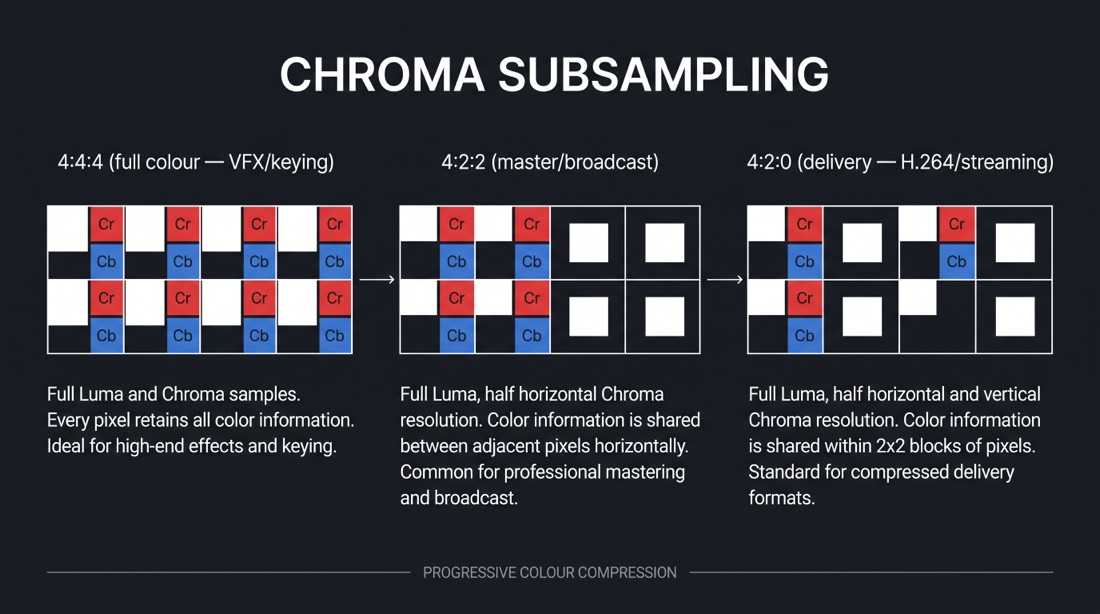 CHROMA SUBSAMPLING
4:4:4 (full colour — VFX/keying)
4:2:2 (master/broadcast)
4:2:0 (delivery — H.264/streaming)
Cr Cr Cr Cr
Cb Cb Cb Cb
Cr Cr Cr Cr
Cb Cb Cb Cb
Cr Cr
Cb Cb
Cr Cr
Cb Cb
Cr Cr
Cb Cb
Cr
Cb
Full Luma and Chroma samples.
Every pixel retains all color information.
Ideal for high-end effects and keying.
Full Luma, half horizontal Chroma
resolution. Color information is shared
between adjacent pixels horizontally.
Common for professional mastering
and broadcast.
Full Luma, half horizontal and vertical
Chroma resolution. Color information
is shared within 2x2 blocks of pixels.
Standard for compressed delivery
formats.
PROGRESSIVE COLOUR COMPRESSION